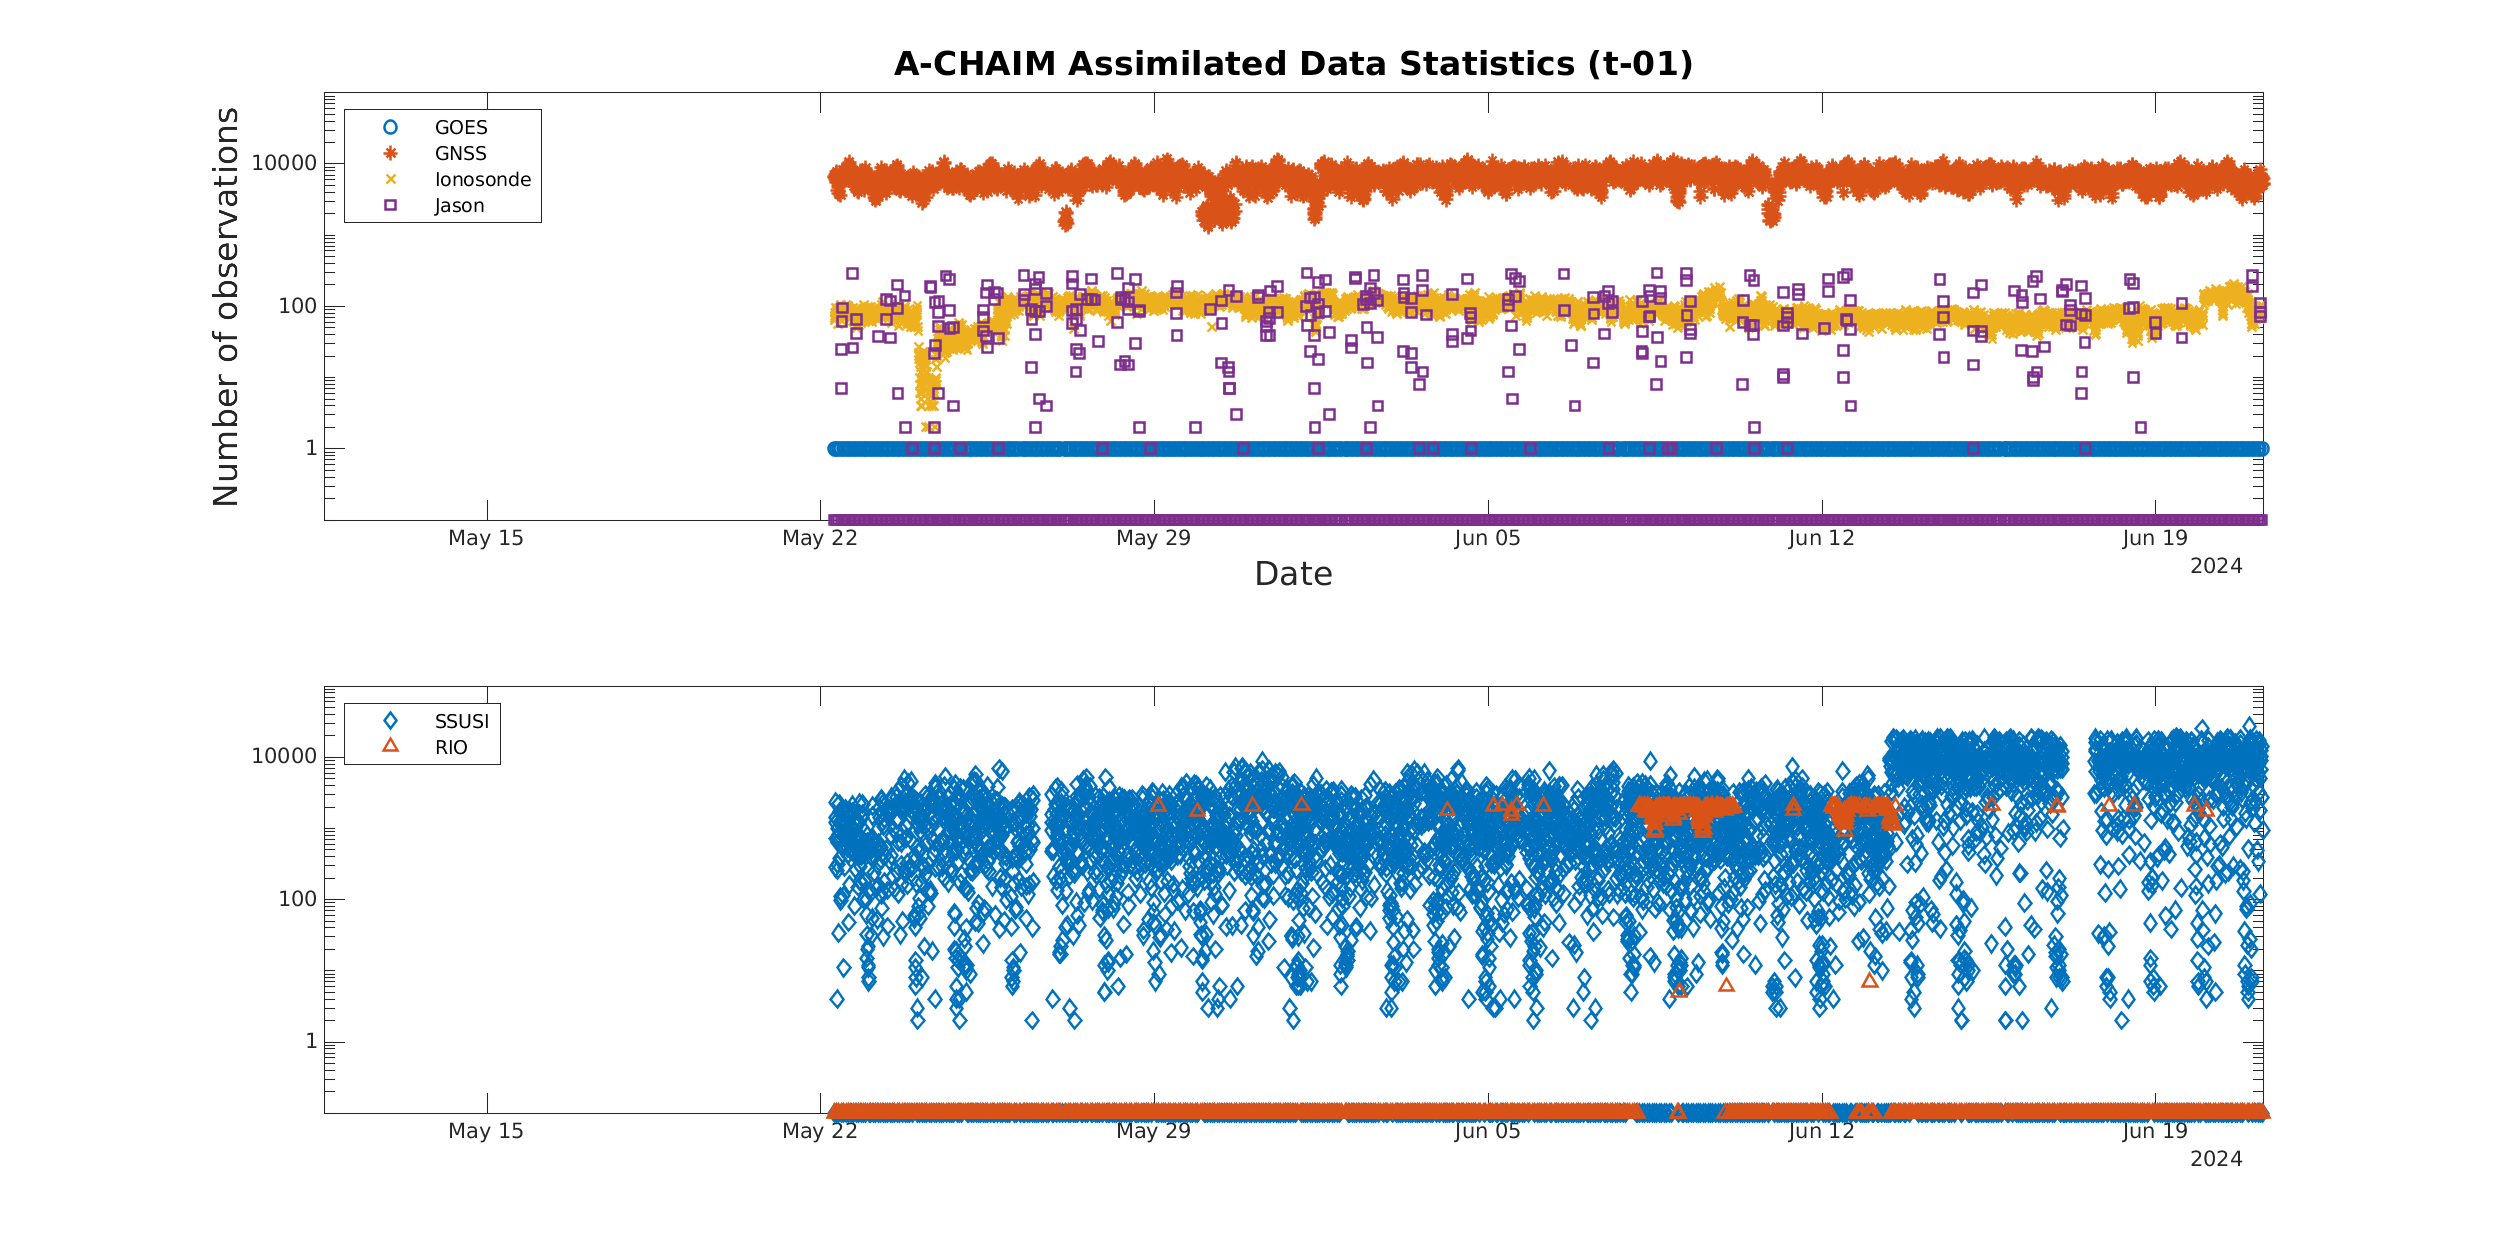 A-CHAIM Assimilated Data Statistics (t-01)
Number of observations
10000
100
1
GOES
GNSS
Ionosonde
Jason
May 15
May 22
May 29
Jun 05
Jun 12
Jun 19
2024
Date
10000
100
1
SSUSI
RIO
May 15
May 22
May 29
Jun 05
Jun 12
Jun 19
2024